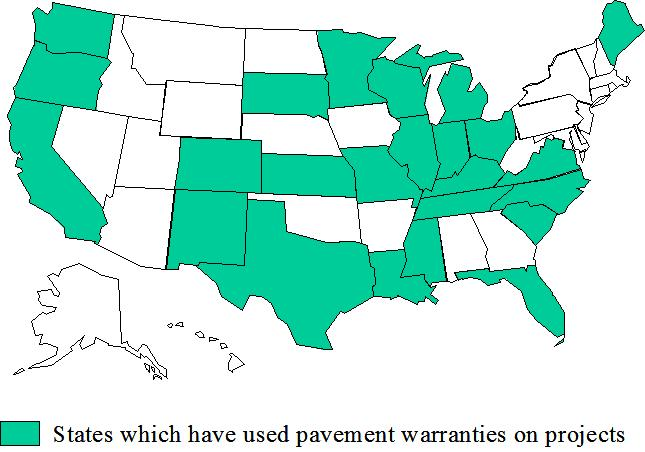 States which have used pavement warranties on projects